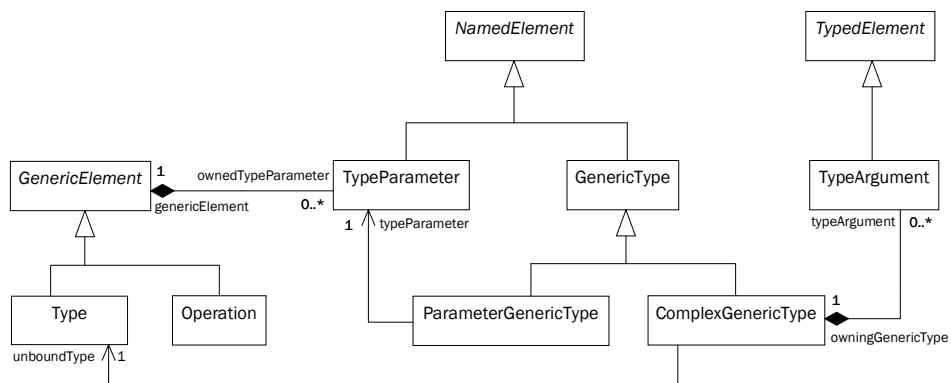 NamedElement
TypedElement
GenericElement
1
ownedTypeParameter
genericElement
0..*
TypeParameter
GenericType
TypeArgument
1
typeParameter
typeArgument
0..*
Type
Operation
ParameterGenericType
ComplexGenericType
1
owningGenericType
unboundType
1